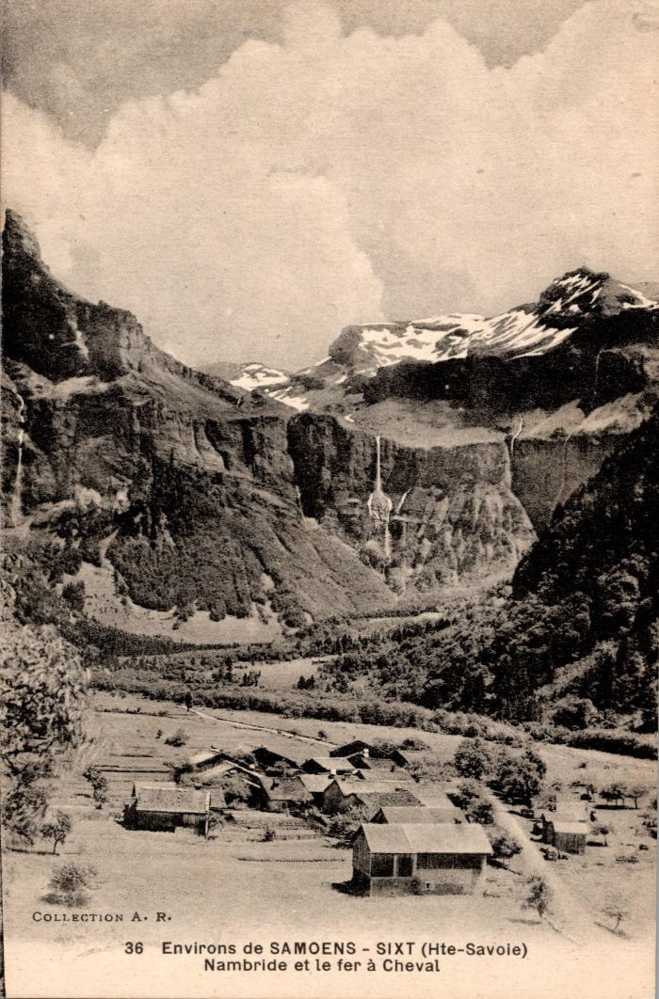 COLLECTION A. R.
36 Environs de SAMOENS - SIXT (Hte-Savoie)
Nambride et le fer à Cheval